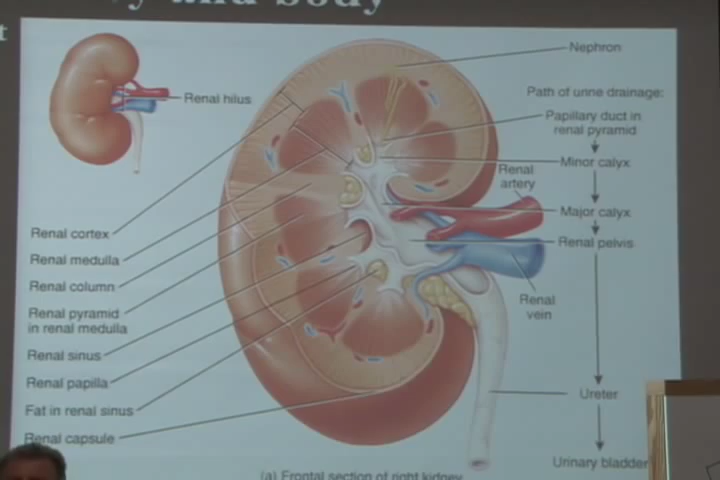 and body
t
Renal hilus
Nephron
Path of urine drainage:
Papillary duct in
renal pyramid
Minor calyx
Renal
artery
Major calyx
Renal pelvis
Renal
vein
Ureter
Urinary bladder
Renal cortex
Renal medulla
Renal column
Renal pyramid
in renal medulla
Renal sinus
Renal papilla
Fat in renal sinus
Renal capsule
(a) Frontal section of right kidney